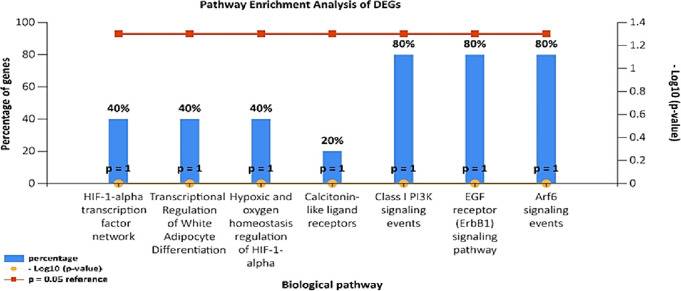 Pathway Enrichment Analysis of DEGs
100
80
60
40
20
0
Percentage of genes
1.4
1.2
1
0.8
0.6
0.4
0.2
0
- Log10 (p-value)
40%
40%
40%
20%
80%
80%
80%
p = 1
p = 1
p = 1
p = 1
p = 1
p = 1
p = 1
HIF-1-alpha
transcription
factor
network
Transcriptional
Regulation
of White
Adipocyte
Differentiation
Hypoxic and
oxygen
homeostasis
regulation
of HIF-1-
alpha
Calcitonin-
like ligand
receptors
Class I PI3K
signaling
events
EGF
receptor
(ErbB1)
signaling
pathway
Arf6
signaling
events
percentage
- Log10 (p-value)
p = 0.05 reference
Biological pathway